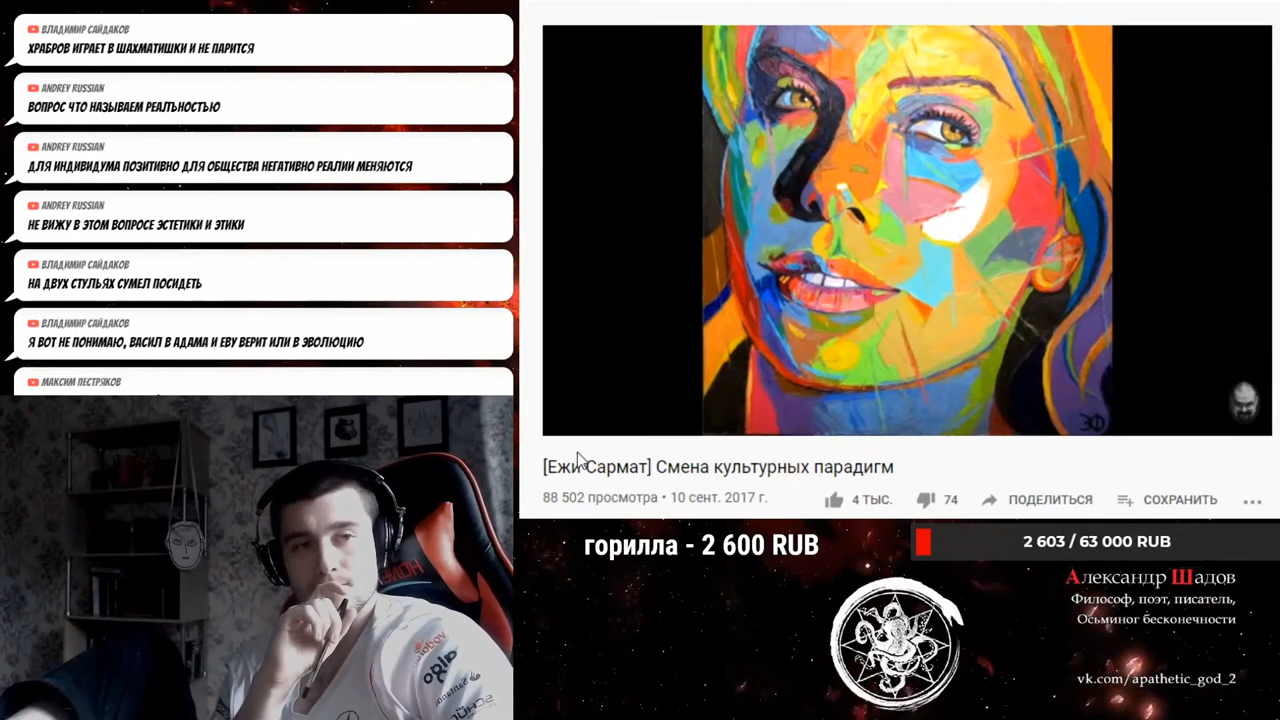 ВЛАДИМИР САЙДАКОВ
ХРАБРОВ ИГРАЕТ В ШАХМАТИШКИ И НЕ ПАРИТСЯ
ANDREY RUSSIAN
ВОПРОС ЧТО НАЗЫВАЕМ РЕАЛЪНОСТЬЮ
ANDREY RUSSIAN
ДЛЯ ИНДИВИДУМА ПОЗИТИВНО ДЛЯ ОБЩЕСТВА НЕГАТИВНО РЕАЛИИ МЕНЯЮТСЯ
ANDREY RUSSIAN
НЕ ВИЖУ В ЭТОМ ВОПРОСЕ ЭСТЕТИКИ И ЭТИКИ
ВЛАДИМИР САЙДАКОВ
НА ДВУХ СТУЛЬЯХ СУМЕЛ ПОСИДЕТЬ
ВЛАДИМИР САЙДАКОВ
Я ВОТ НЕ ПОНИМАЮ, ВАСИЛ В АДАМА И ЕВУ ВЕРИТ ИЛИ В ЭВОЛЮЦИЮ
МАКСИМ ПЕСТРЯКОВ
[Ежи Сармат] Смена культурных парадигм
88 502 просмотра • 10 сент. 2017 г.
4 ТЫС.
74
ПОДЕЛИТЬСЯ
СОХРАНИТЬ
горилла - 2 600 RUB
2 603 / 63 000 RUB
Александр Шадов
Философ, поэт, писатель,
Осьминог бесконечности
vk.com/apathetic_god_2